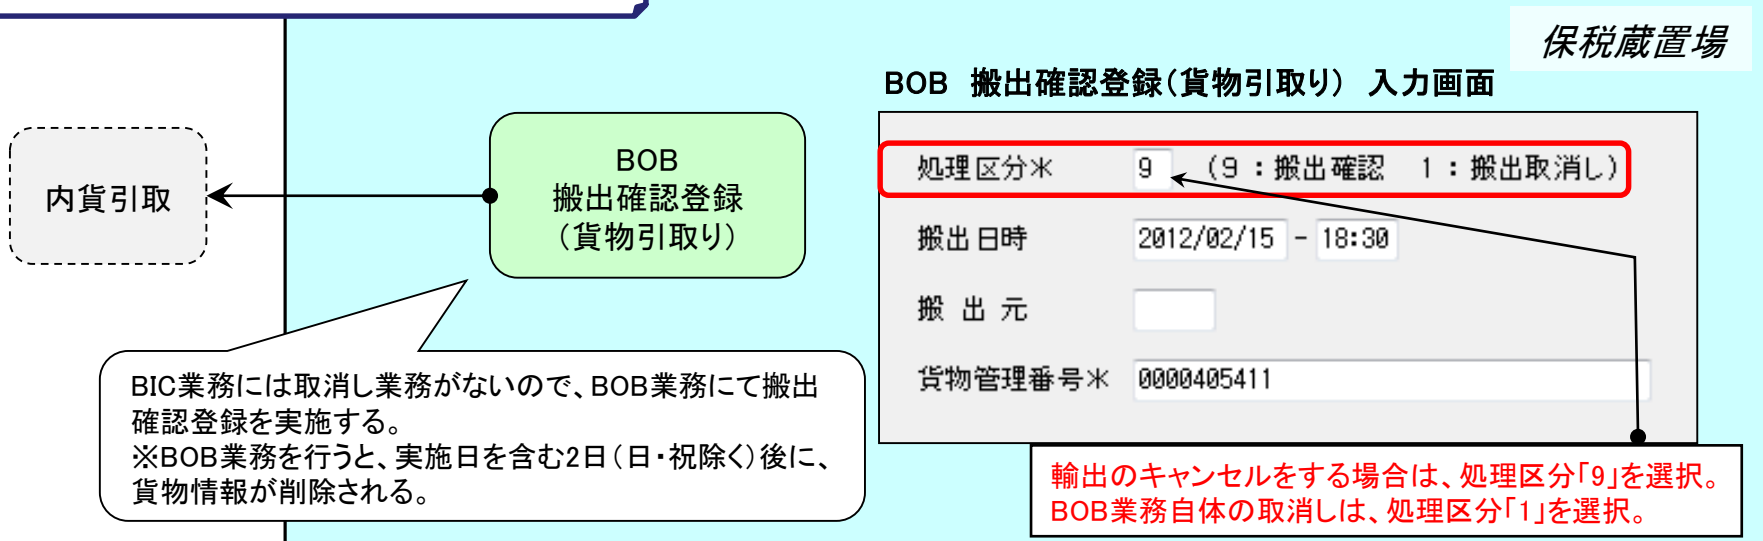 保税蔵置場
BOB 搬出確認登録（貨物引取り） 入力画面
内貨引取
BOB
搬出確認登録
（貨物引取り）
処理区分※ 9 （9：搬出確認 1：搬出取消し）
搬出日時 2012/02/15 - 18:30
搬 出 元
貨物管理番号※ 0000405411
BIC業務には取消し業務がないので、BOB業務にて搬出
確認登録を実施する。
※BOB業務を行うと、実施日を含む2日（日・祝除く）後に、
貨物情報が削除される。
輸出のキャンセルをする場合は、処理区分「9」を選択。
BOB業務自体の取消しは、処理区分「1」を選択。